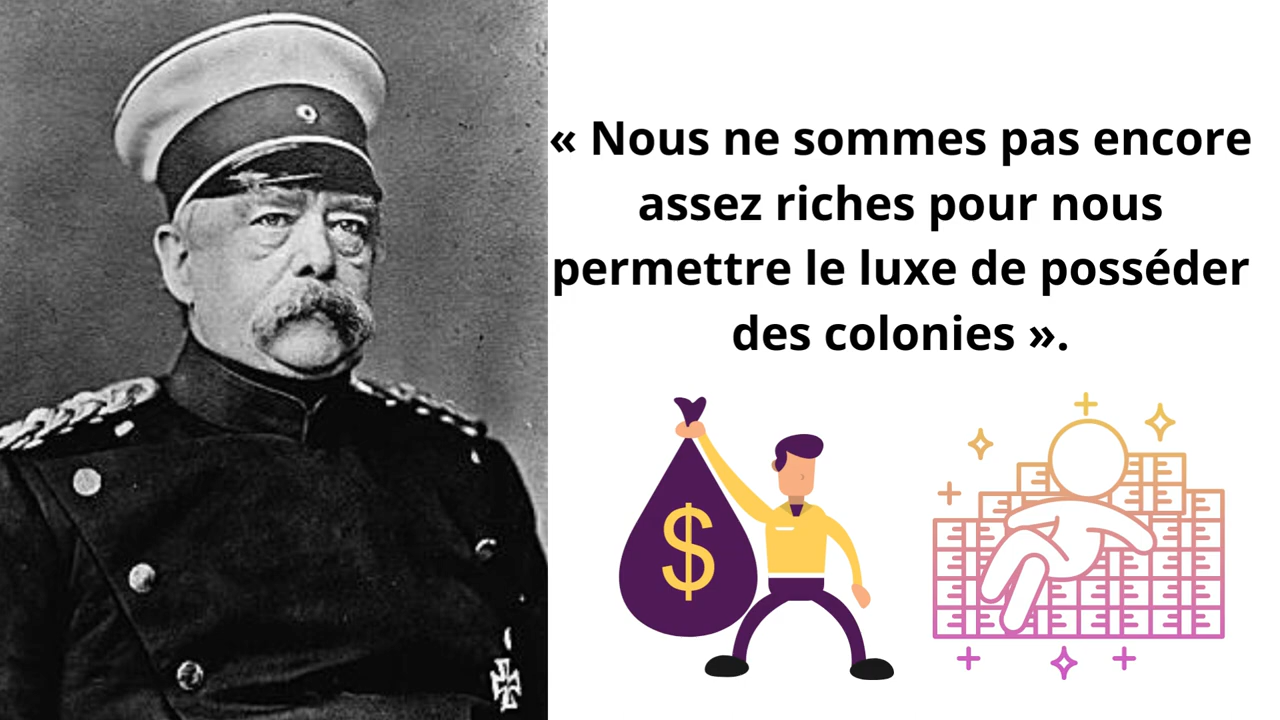 « Nous ne sommes pas encore
assez riches pour nous
permettre le luxe de posséder
des colonies ».
$